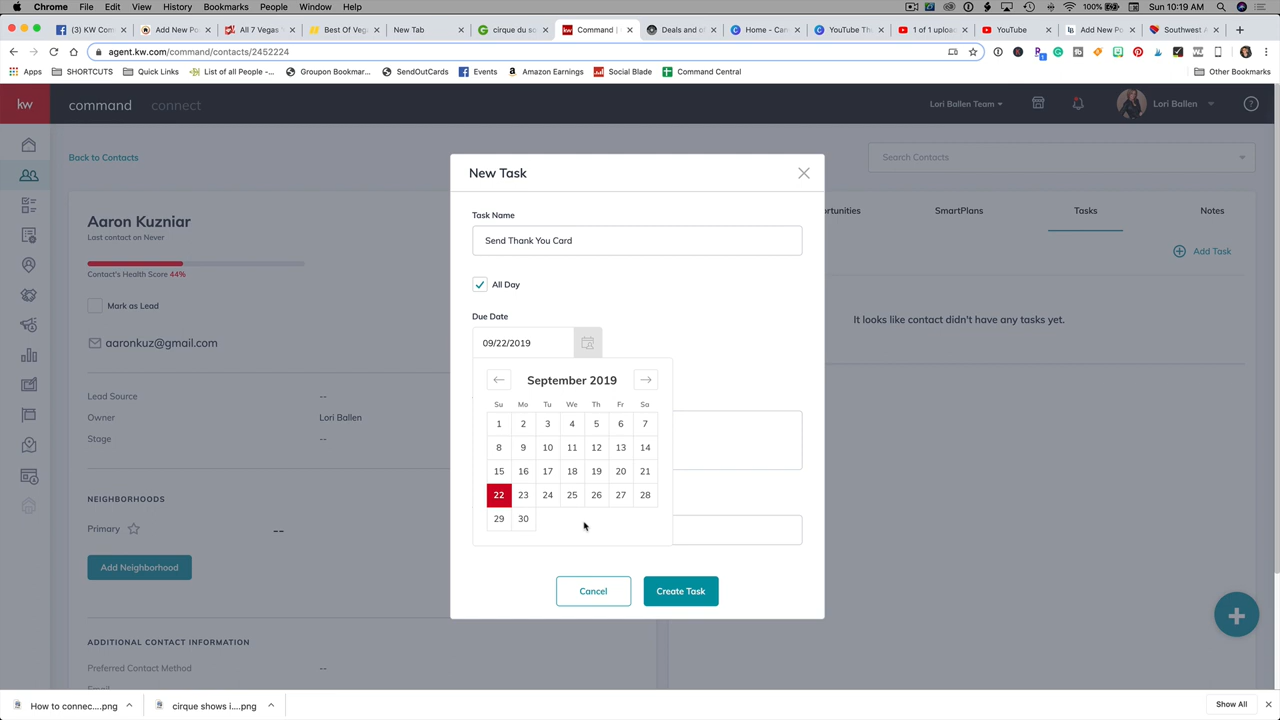 Chrome File Edit View History Bookmarks People Window Help 100% Sun 10:19 AM
(3) KW Com Add New Po All 7 Vegas Best Of Vega New Tab cirque du so Command | Deals and of Home - Can YouTube Th 1 of 1 upload YouTube Add New Po Southwest A
agent.kw.com/command/contacts/2452224
Apps SHORTCUTS Quick Links List of all People -... Groupon Bookmar... SendOutCards Events Amazon Earnings Social Blade Command Central Other Bookmarks
kw command connect Lori Ballen Team Lori Ballen ?
Back to Contacts
Search Contacts
New Task
Aaron Kuzniar
Last contact on Never
Contact's Health Score 44%
Mark as Lead
aaronkuz@gmail.com
Lead Source --
Owner Lori Ballen
Stage --
NEIGHBORHOODS
Primary --
Add Neighborhood
ADDITIONAL CONTACT INFORMATION
Preferred Contact Method --
Task Name
Send Thank You Card
All Day
Due Date
09/22/2019
September 2019
Su Mo Tu We Th Fr Sa
1 2 3 4 5 6 7
8 9 10 11 12 13 14
15 16 17 18 19 20 21
22 23 24 25 26 27 28
29 30
Cancel Create Task
ortunities SmartPlans Tasks Notes
Add Task
It looks like contact didn't have any tasks yet.
How to connec....png cirque shows i....png Show All